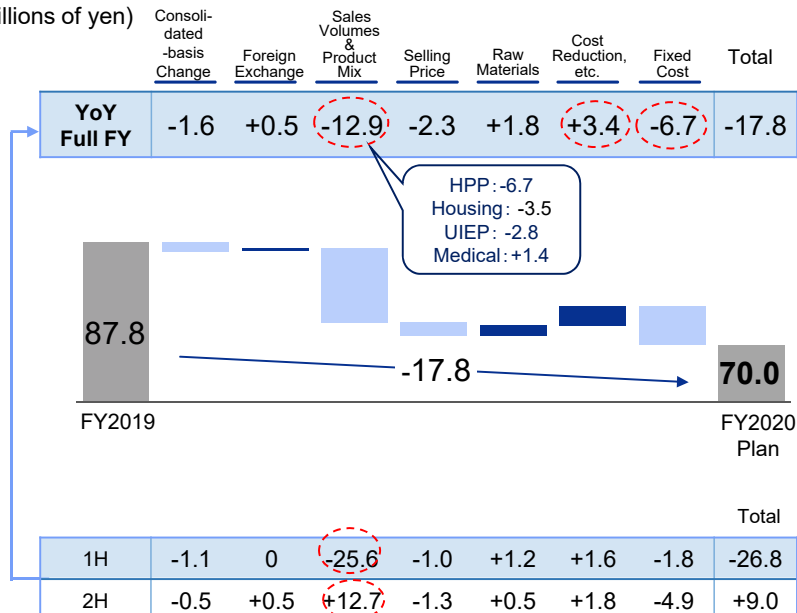 illions of yen)
Consoli-
dated
-basis
Change
Foreign
Exchange
Sales
Volumes
&
Product
Mix
Selling
Price
Raw
Materials
Cost
Reduction,
etc.
Fixed
Cost
Total
YoY
Full FY
-1.6 +0.5 -12.9 -2.3 +1.8 +3.4 -6.7 -17.8
HPP:-6.7
Housing: -3.5
UIEP: -2.8
Medical:+1.4
87.8
-17.8
70.0
FY2019
FY2020
Plan
Total
1H -1.1 0 -25.6 -1.0 +1.2 +1.6 -1.8 -26.8
2H -0.5 +0.5 +12.7 -1.3 +0.5 +1.8 -4.9 +9.0